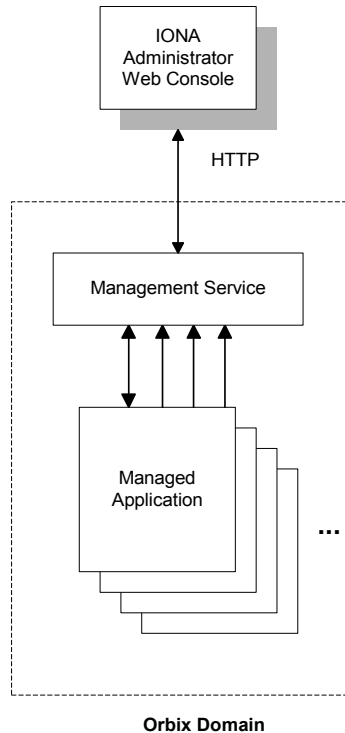 IONA
Administrator
Web Console
HTTP
Management Service
Managed
Application
...
Orbix Domain